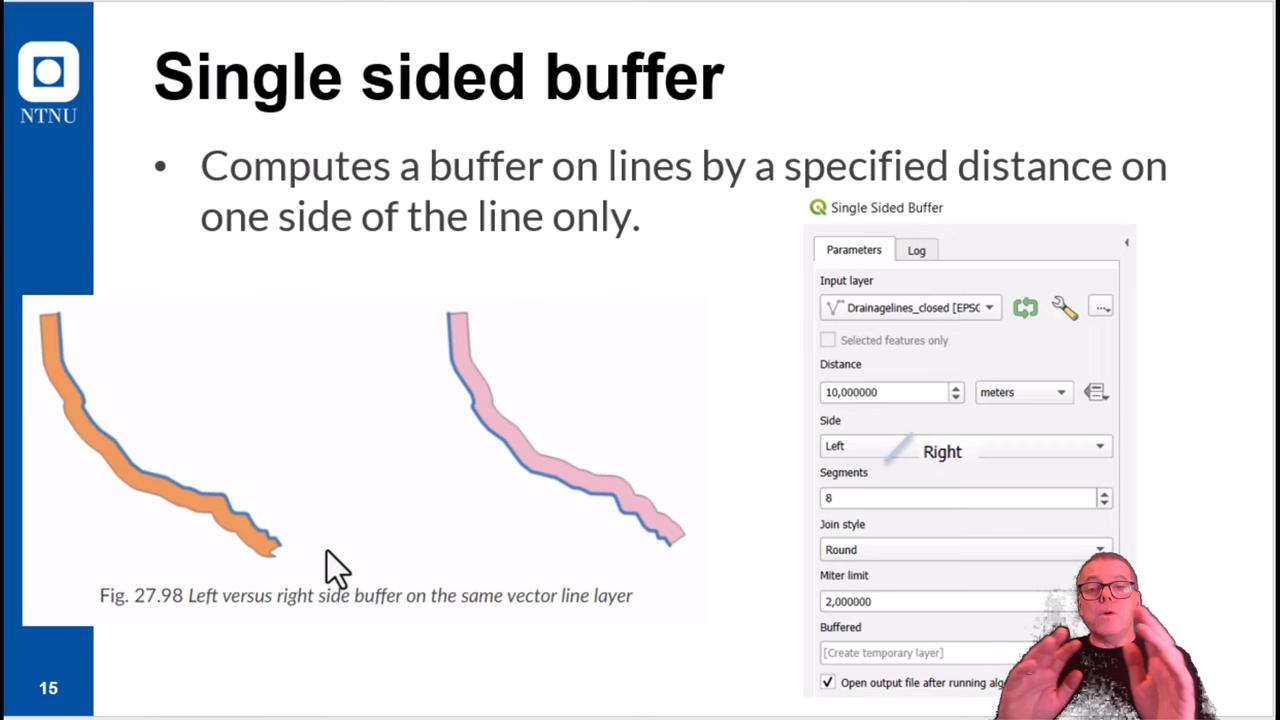 NTNU
Single sided buffer
• Computes a buffer on lines by a specified distance on
one side of the line only.
Single Sided Buffer
Parameters
Log
Input layer
Drainagelines_closed [EPSG
...
Selected features only
Distance
10,000000
meters
Side
Left
Right
Segments
8
Join style
Round
Miter limit
2,000000
Buffered
[Create temporary layer]
Open output file after running alg
Fig. 27.98 Left versus right side buffer on the same vector line layer
15